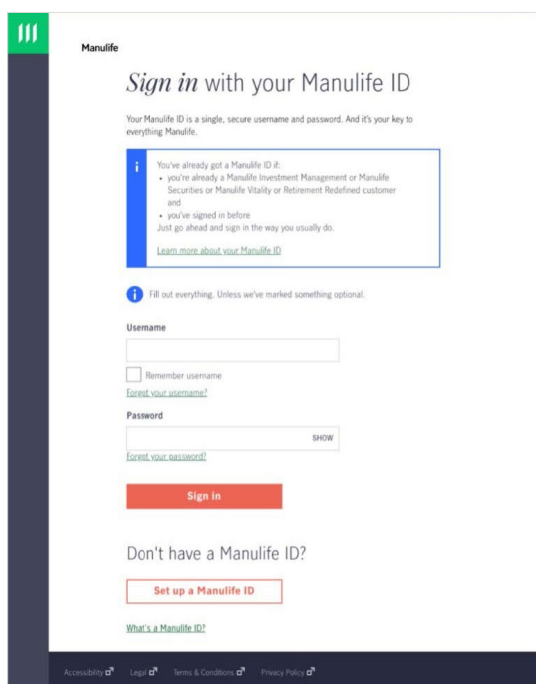 Manulife
Sign in with your Manulife ID
Your Manulife ID is a single, secure username and password. And it's your key to
everything Manulife.
You've already got a Manulife ID if:
• you're already a Manulife Investment Management or Manulife
Securities or Manulife Vitality or Retirement Redefined customer
and
• you've signed in before
Just go ahead and sign in the way you usually do.
Learn more about your Manulife ID
Fill out everything. Unless we've marked something optional.
Username
Remember username
Forgot your username?
Password
SHOW
Forgot your password?
Sign in
Don't have a Manulife ID?
Set up a Manulife ID
What's a Manulife ID?
Accessibility Legal Terms & Conditions Privacy Policy